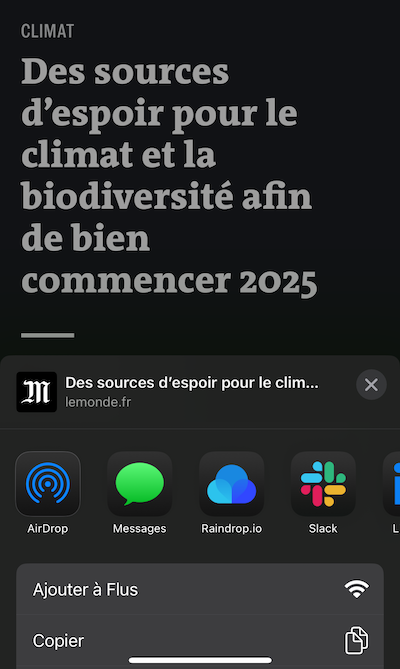 CLIMAT
Des sources
d’espoir pour le
climat et la
biodiversité afin
de bien
commencer 2025
M
Des sources d’espoir pour le clim...
lemonde.fr
AirDrop
Messages
Raindrop.io
Slack
L
Ajouter à Flus
Copier